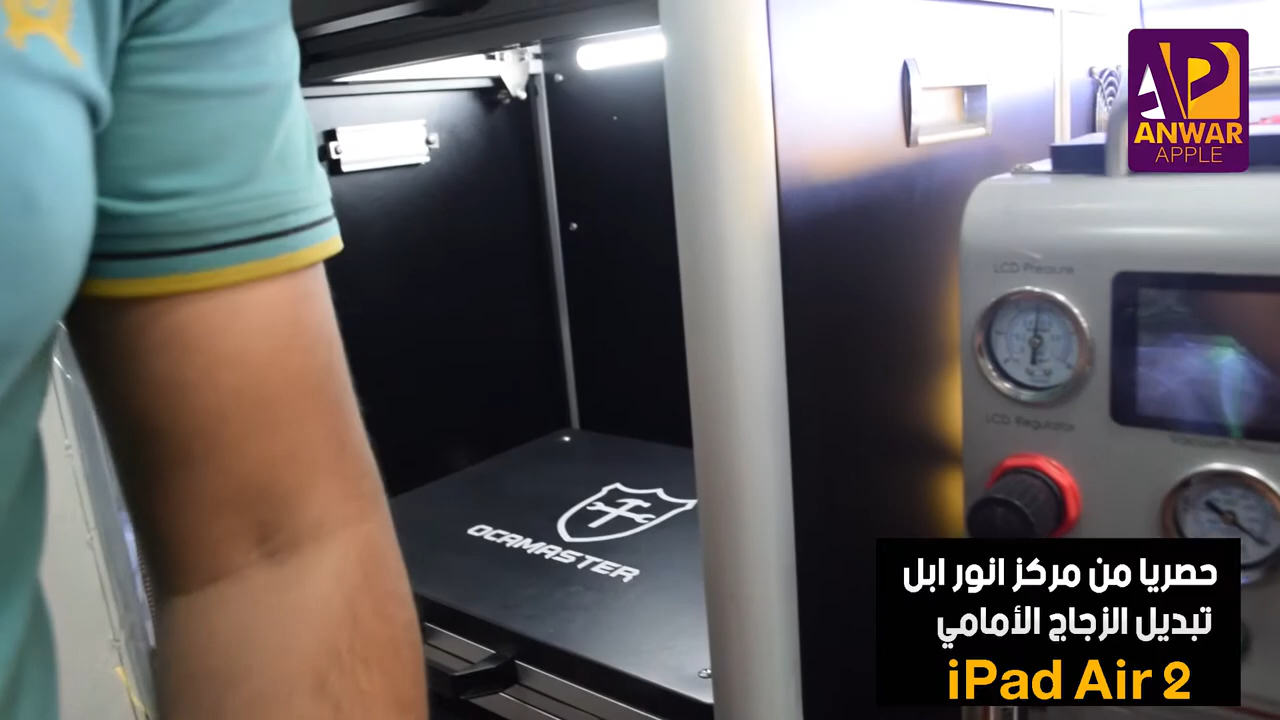 AP
ANWAR
APPLE
LCD Pressure
LCD Regulator
OCAMASTER
حصريا من مركز انور ابل
تبديل الزجاج الأمامي
iPad Air 2